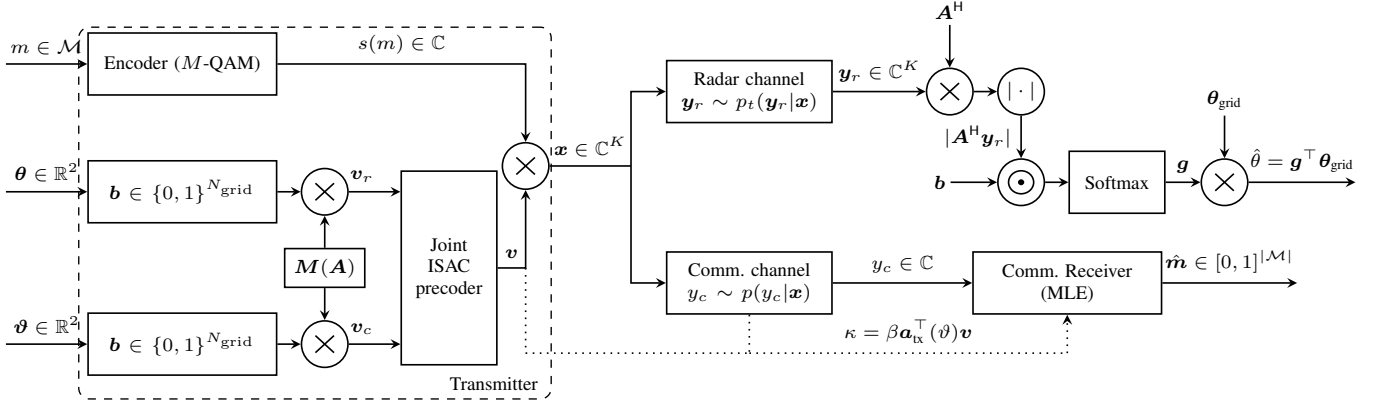 m ∈ ℳ
Encoder (M-QAM)
s(m) ∈ ℂ
θ ∈ ℝ²
b ∈ {0, 1}^{N_grid}
×
v_r
M(A)
ϑ ∈ ℝ²
b ∈ {0, 1}^{N_grid}
×
v_c
Joint
ISAC
precoder
v
×
Transmitter
x ∈ ℂ^K
Radar channel
y_r ∼ p_t(y_r|x)
y_r ∈ ℂ^K
A^H
×
| · |
|A^H y_r|
b
⊙
Softmax
g
θ_grid
×
θ̂ = g^⊤ θ_grid
Comm. channel
y_c ∼ p(y_c|x)
y_c ∈ ℂ
Comm. Receiver
(MLE)
m̂ ∈ [0, 1]^{|ℳ|}
κ = βa_tx^⊤(ϑ)v